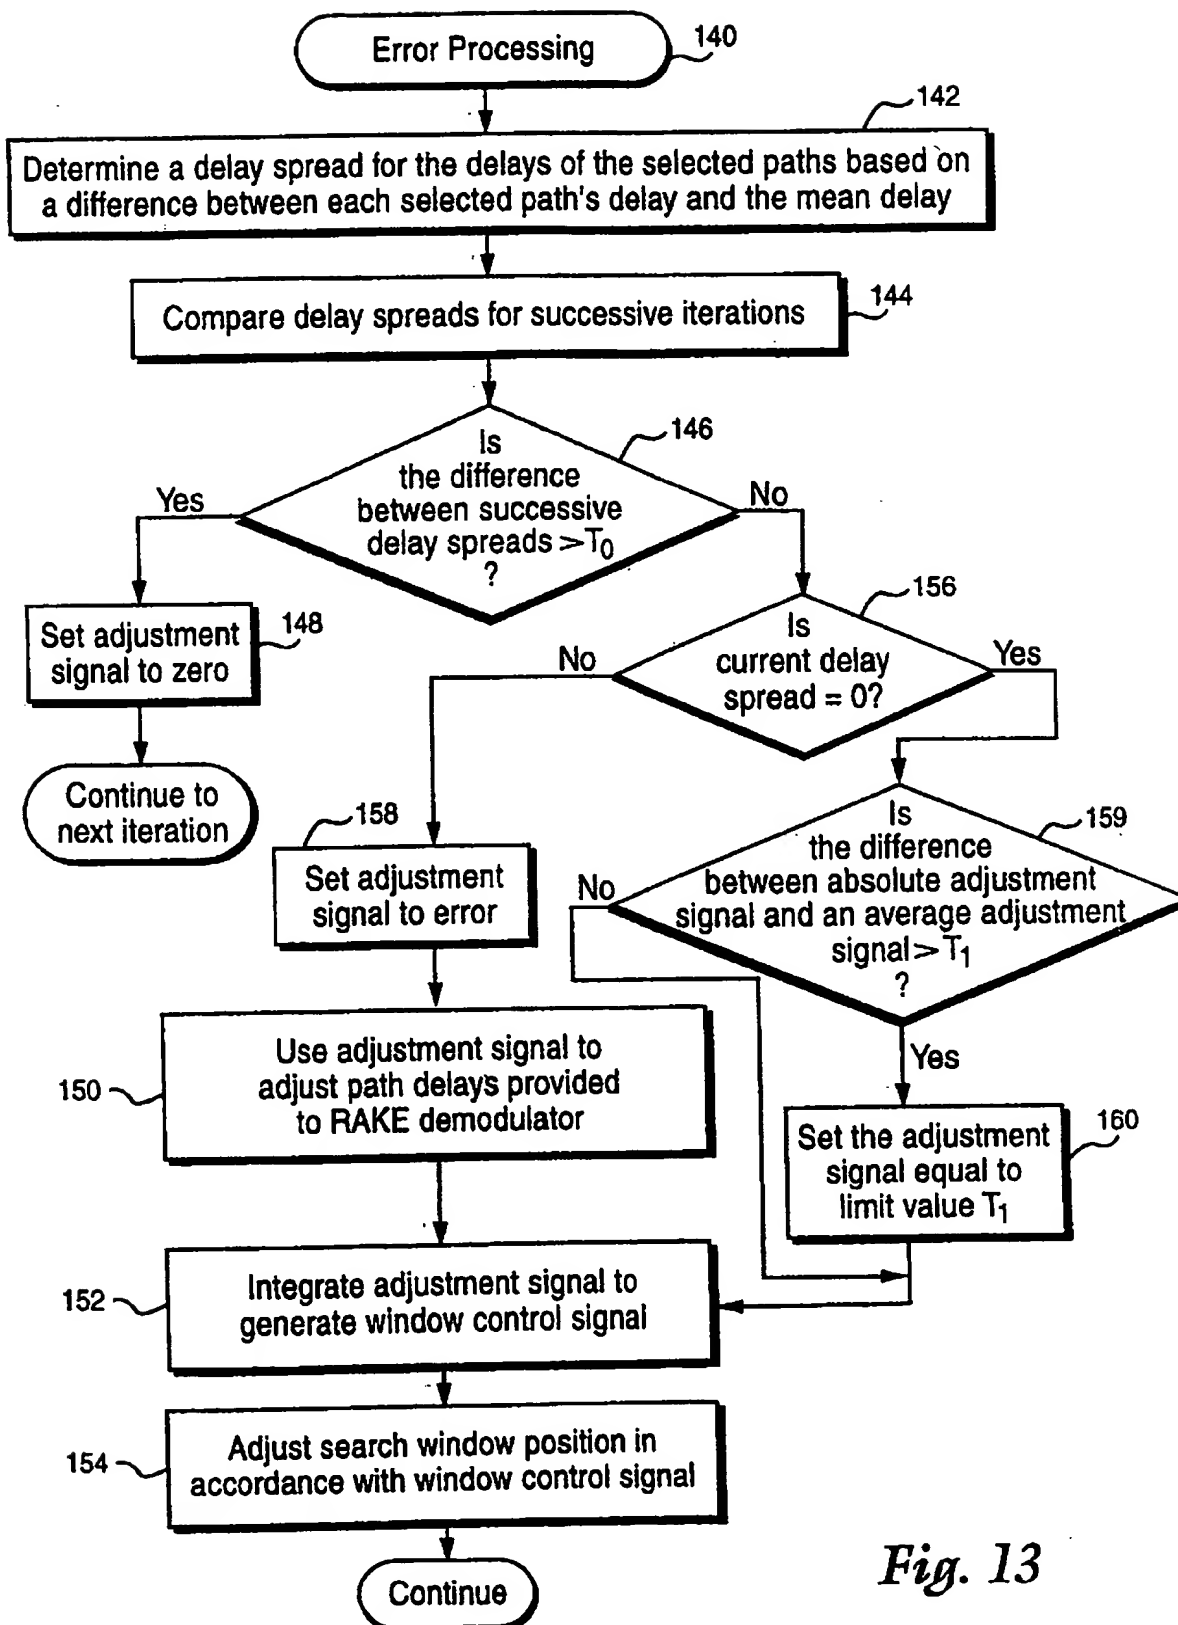 Error Processing
140
142
Determine a delay spread for the delays of the selected paths based on
a difference between each selected path's delay and the mean delay
Compare delay spreads for successive iterations
144
Is
the difference
between successive
delay spreads >T0
?
146
Yes
No
Set adjustment
signal to zero
148
Continue to
next iteration
Is
current delay
spread = 0?
156
No
Yes
158
Set adjustment
signal to error
Is
the difference
between absolute adjustment
signal and an average adjustment
signal>T1
?
159
No
Yes
150
Use adjustment signal to
adjust path delays provided
to RAKE demodulator
Set the adjustment
signal equal to
limit value T1
160
152
Integrate adjustment signal to
generate window control signal
154
Adjust search window position in
accordance with window control signal
Continue
Fig. 13